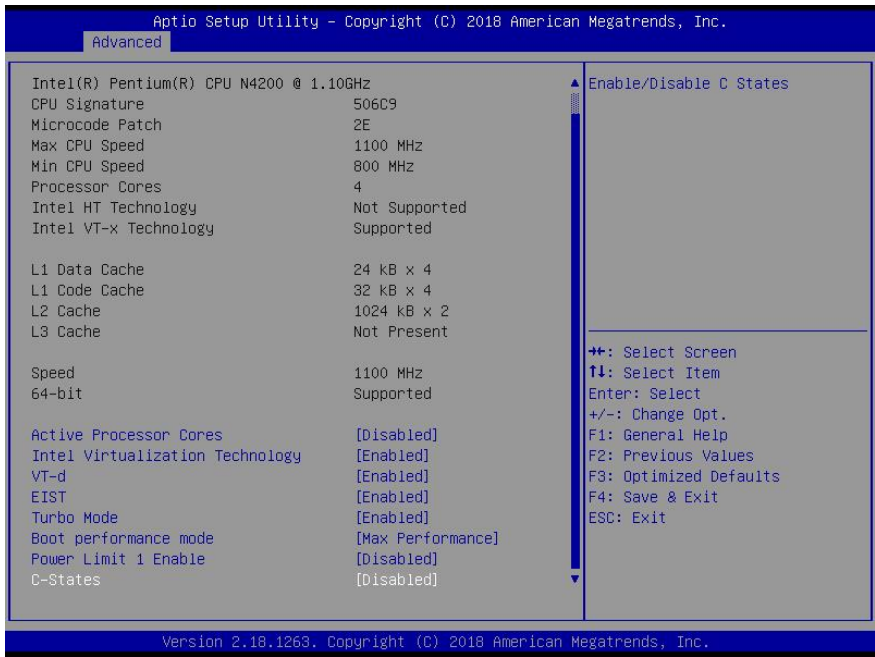 Aptio Setup Utility – Copyright (C) 2018 American Megatrends, Inc.
Advanced
Intel(R) Pentium(R) CPU N4200 @ 1.10GHz
CPU Signature 506C9
Microcode Patch 2E
Max CPU Speed 1100 MHz
Min CPU Speed 800 MHz
Processor Cores 4
Intel HT Technology Not Supported
Intel VT-x Technology Supported
L1 Data Cache 24 kB x 4
L1 Code Cache 32 kB x 4
L2 Cache 1024 kB x 2
L3 Cache Not Present
Speed 1100 MHz
64-bit Supported
Active Processor Cores [Disabled]
Intel Virtualization Technology [Enabled]
VT-d [Enabled]
EIST [Enabled]
Turbo Mode [Enabled]
Boot performance mode [Max Performance]
Power Limit 1 Enable [Disabled]
C-States [Disabled]
Enable/Disable C States
→←: Select Screen
↑↓: Select Item
Enter: Select
+/-: Change Opt.
F1: General Help
F2: Previous Values
F3: Optimized Defaults
F4: Save & Exit
ESC: Exit
Version 2.18.1263. Copyright (C) 2018 American Megatrends, Inc.